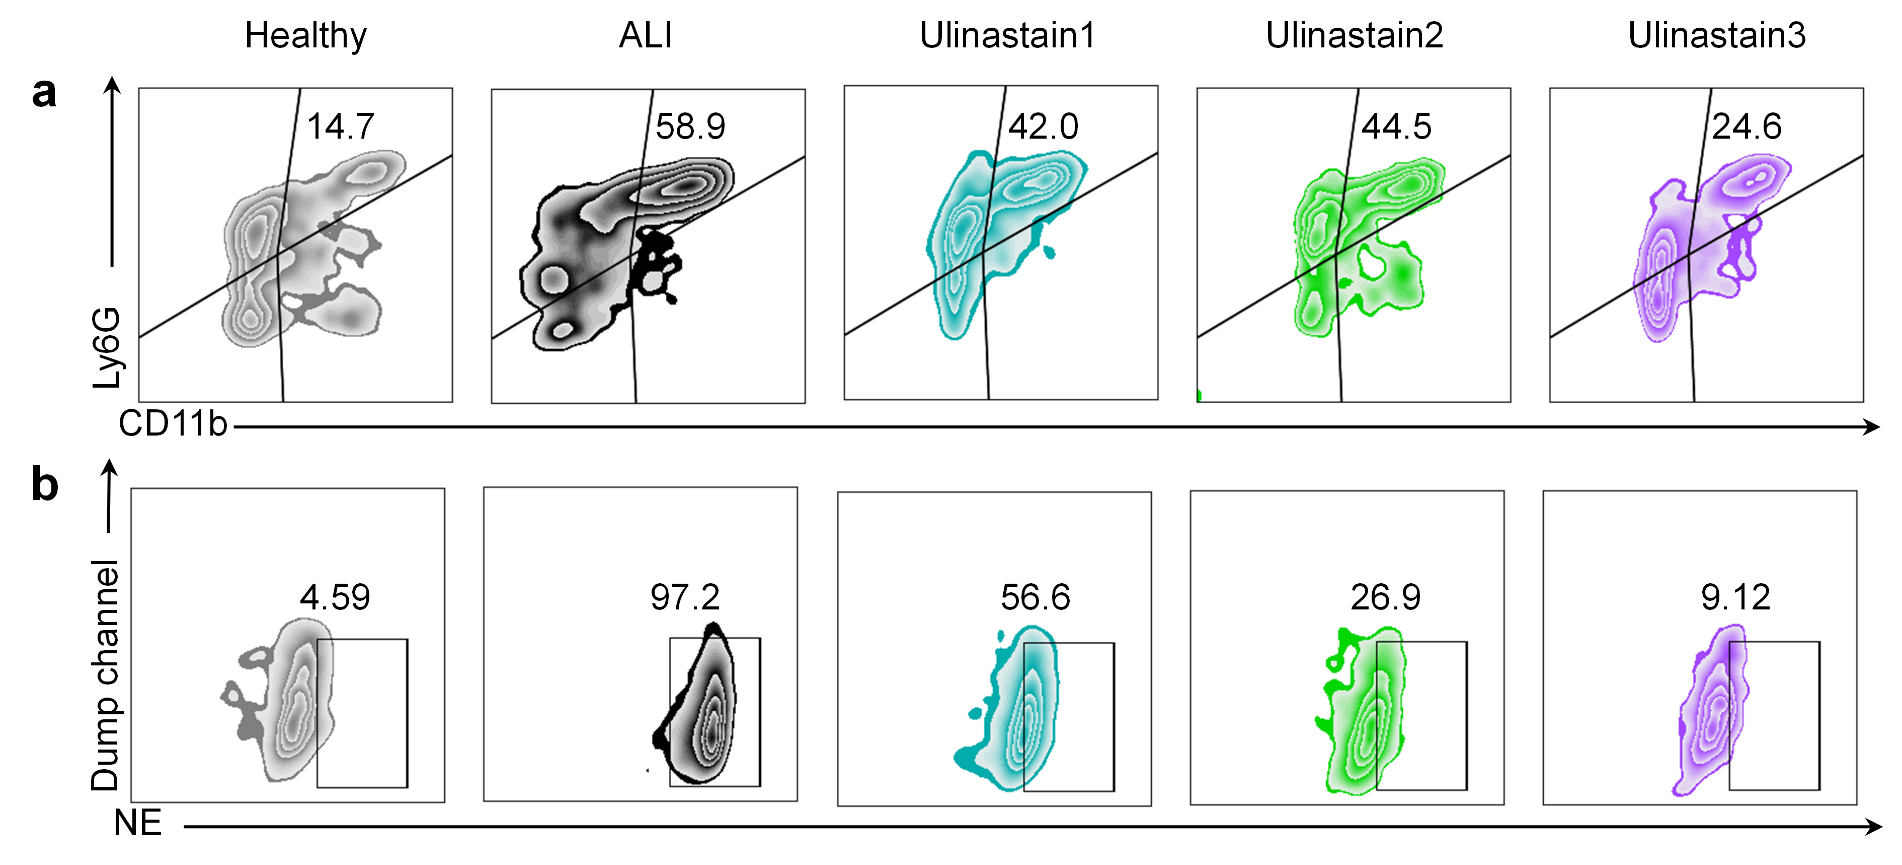 Healthy ALI Ulinastain1 Ulinastain2 Ulinastain3
a
14.7 58.9 42.0 44.5 24.6
Ly6G
CD11b
b
4.59 97.2 56.6 26.9 9.12
Dump channel
NE